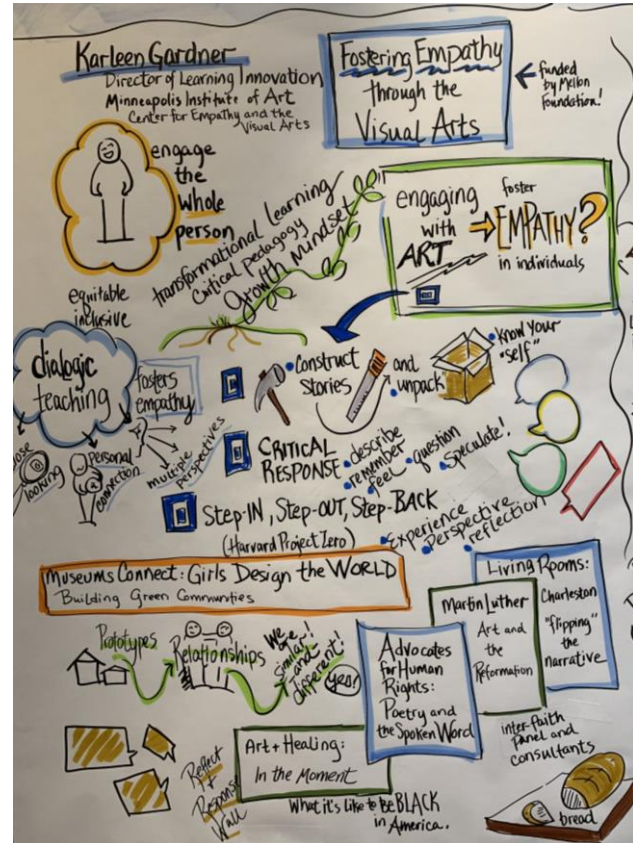 Karleen Gardner
Director of Learning Innovation
Minneapolis Institute of Art
Center for Empathy and the
Visual Arts
Fostering Empathy
through the
Visual Arts
funded
by Mellon
Foundation!
engage
the
whole
person
transformational Learning
Critical pedagogy
Growth Mindset
engaging
with
ART
foster
EMPATHY?
in individuals
equitable
inclusive
dialogic
teaching
fosters
empathy
looking
personal
connection
multiple
perspectives
Construct
Stories
and
unpack
know your
"self"
CRITICAL
RESPONSE
describe
remember
feel
question
Speculate!
Step-IN, Step-OUT, Step-BACK
(Harvard Project Zero)
Experience
Perspective
reflection
Museums Connect: Girls Design the WORLD
Building Green Communities
Prototypes
Relationships
We are
similar!
-And-
different!
yea!
Living Rooms:
Charleston
"flipping"
the
narrative
Martin Luther
Art and
the
Reformation
Advocates
for Human
Rights:
Poetry and
the Spoken Word
inter-faith
Panel and
consultants
Art + Healing:
In the Moment
Reflect
+
Response
Wall
What it's like to Be BLACK
in America.
bread